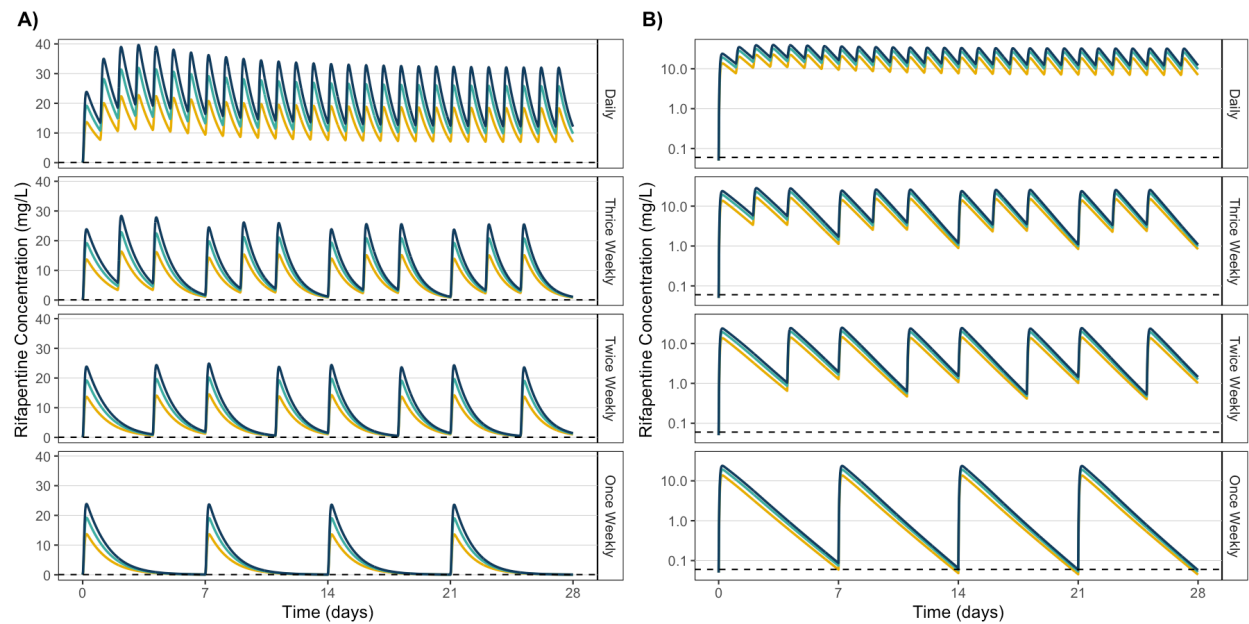 A)
Rifapentine Concentration (mg/L)
40
30
20
10
0
Daily
40
30
20
10
0
Thrice Weekly
40
30
20
10
0
Twice Weekly
40
30
20
10
0
Once Weekly
0 7 14 21 28
Time (days)
B)
Rifapentine Concentration (mg/L)
10.0
1.0
0.1
Daily
10.0
1.0
0.1
Thrice Weekly
10.0
1.0
0.1
Twice Weekly
10.0
1.0
0.1
Once Weekly
0 7 14 21 28
Time (days)